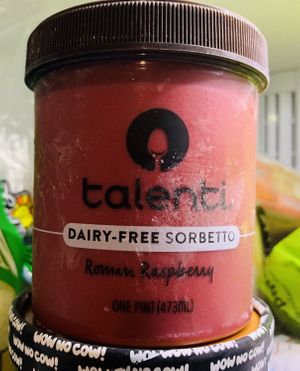 talenti
DAIRY-FREE SORBETTO
Roman Raspberry
ONE PINT (473mL)
WOW NO COW!